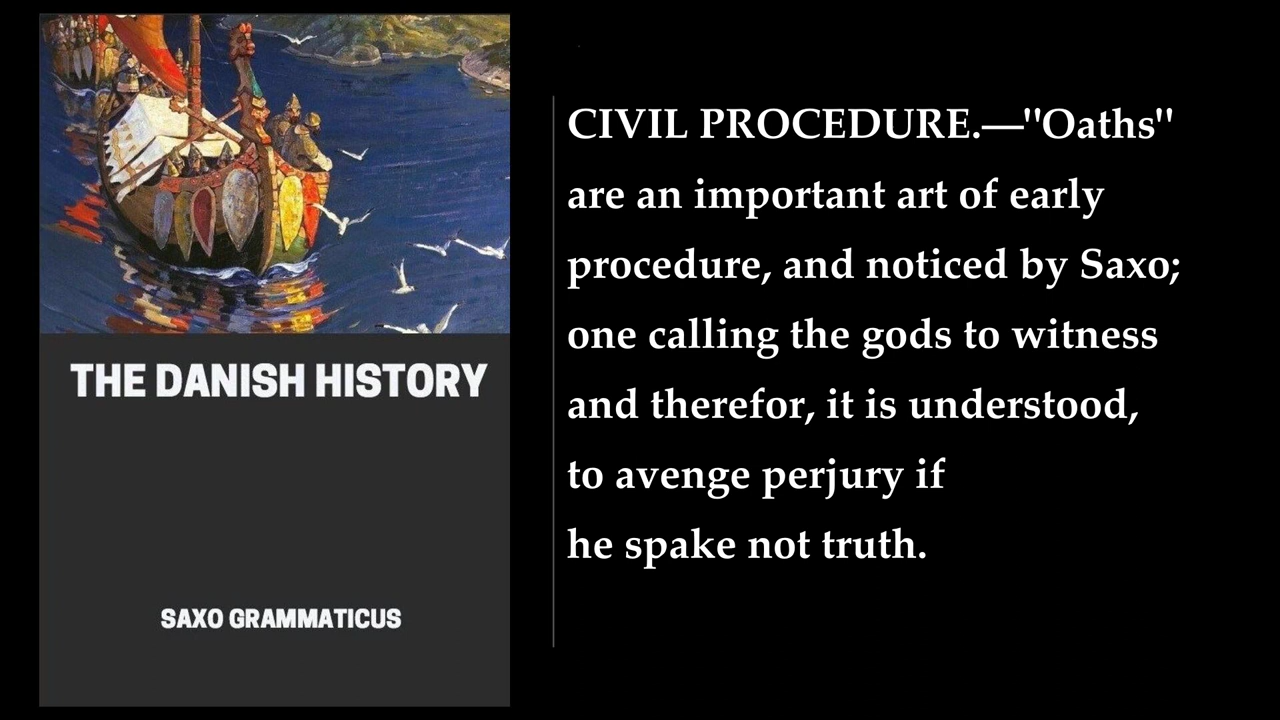 THE DANISH HISTORY
SAXO GRAMMATICUS
CIVIL PROCEDURE.—"Oaths"
are an important art of early
procedure, and noticed by Saxo;
one calling the gods to witness
and therefor, it is understood,
to avenge perjury if
he spake not truth.